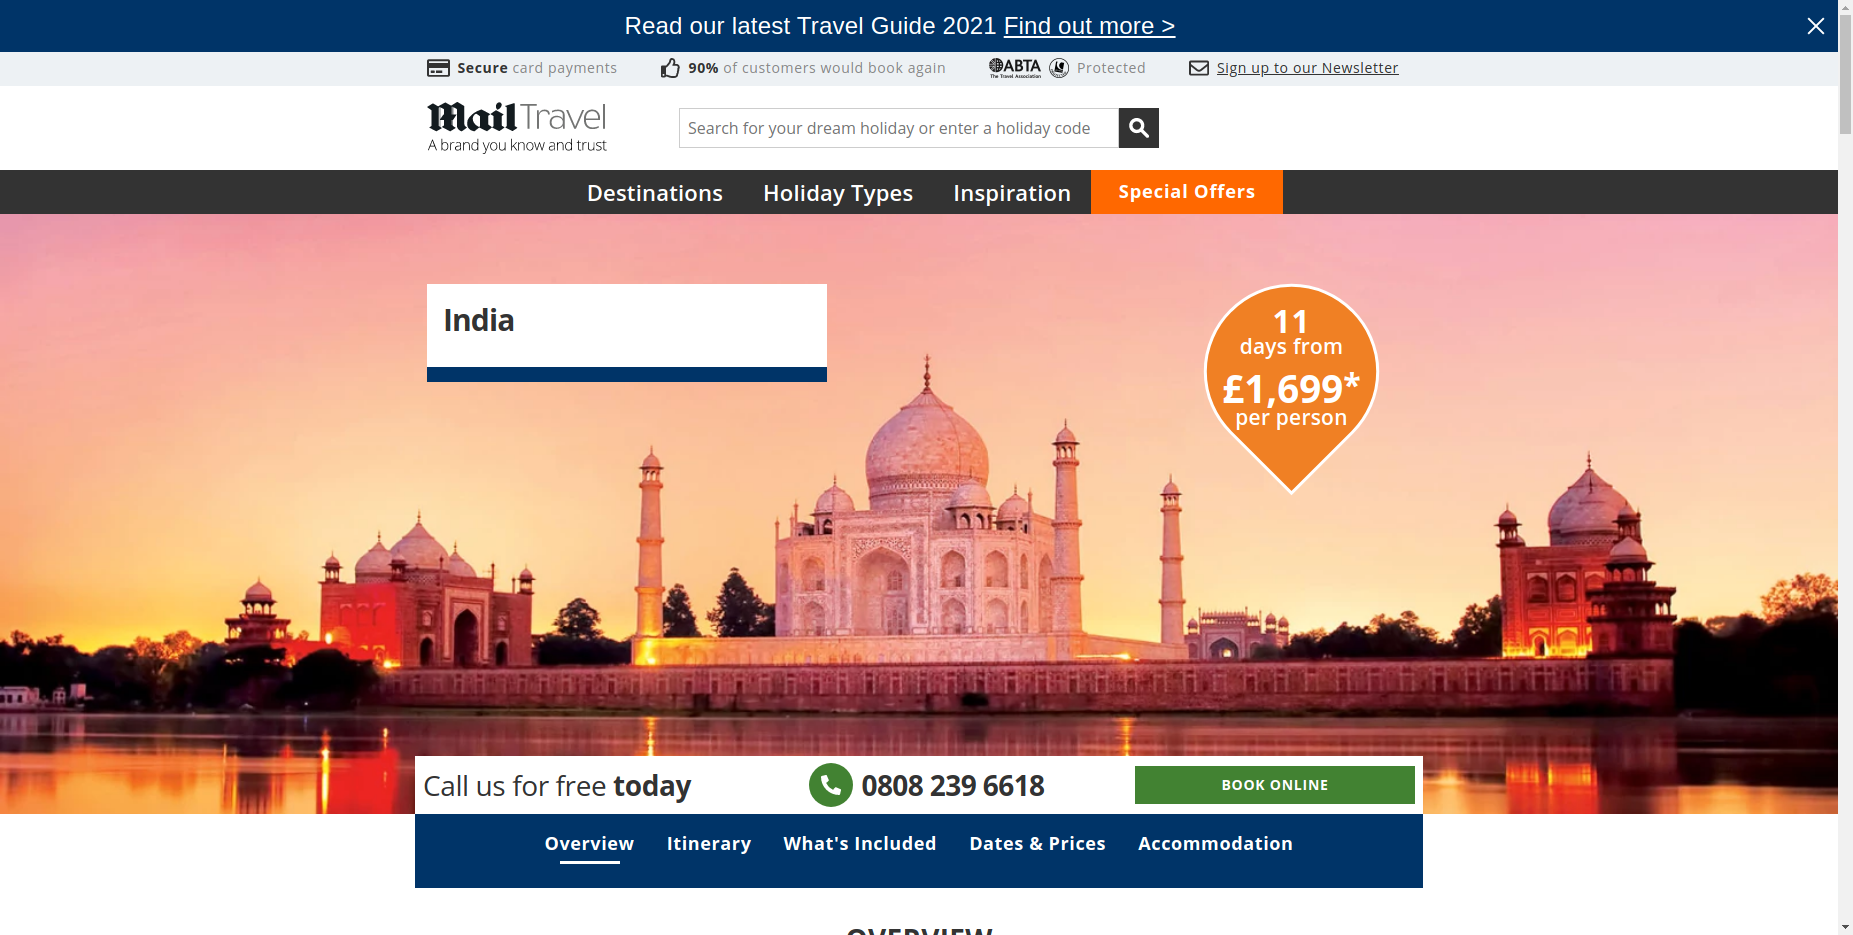 Read our latest Travel Guide 2021 Find out more >
Secure card payments
90% of customers would book again
ABTA
The Travel Association
Protected
Sign up to our Newsletter
Mail Travel
A brand you know and trust
Search for your dream holiday or enter a holiday code
Destinations
Holiday Types
Inspiration
Special Offers
India
11
days from
£1,699*
per person
Call us for free today
0808 239 6618
BOOK ONLINE
Overview
Itinerary
What's Included
Dates & Prices
Accommodation
OVERVIEW